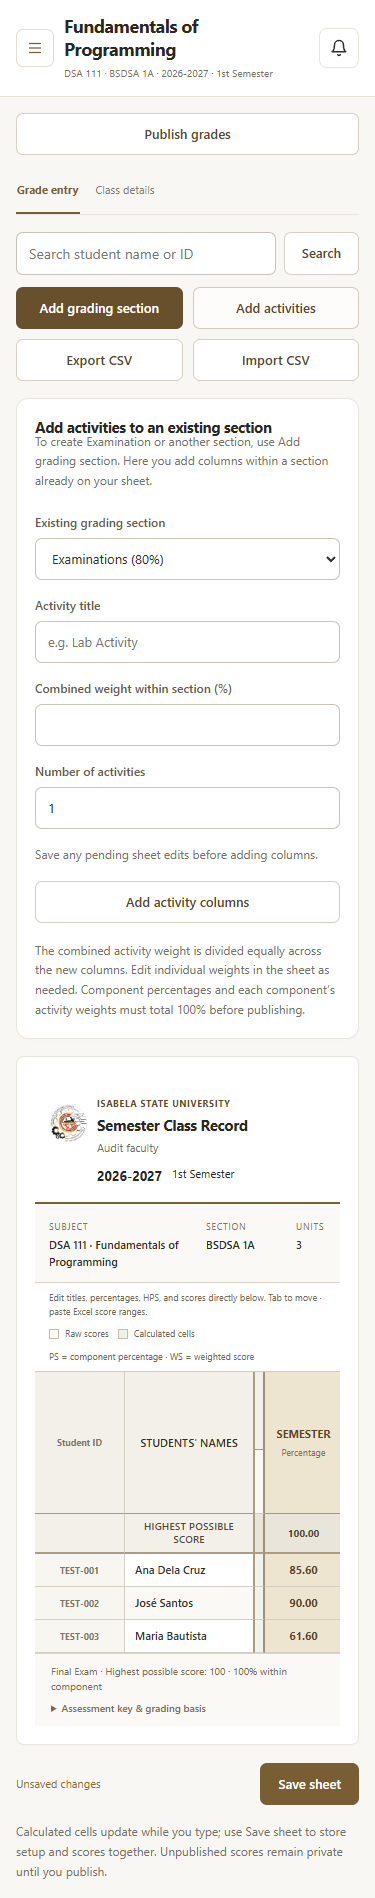 Fundamentals of
Programming
DSA 111 · BSDSA 1A · 2026-2027 · 1st Semester
Publish grades
Grade entry Class details
Search student name or ID Search
Add grading section Add activities
Export CSV Import CSV
Add activities to an existing section
To create Examination or another section, use Add
grading section. Here you add columns within a section
already on your sheet.
Existing grading section
Examinations (80%)
Activity title
e.g. Lab Activity
Combined weight within section (%)
Number of activities
1
Save any pending sheet edits before adding columns.
Add activity columns
The combined activity weight is divided equally across
the new columns. Edit individual weights in the sheet as
needed. Component percentages and each component's
activity weights must total 100% before publishing.
ISABELA STATE UNIVERSITY
Semester Class Record
Audit faculty
2026-2027 1st Semester
SUBJECT SECTION UNITS
DSA 111 · Fundamentals of BSDSA 1A 3
Programming
Edit titles, percentages, HPS, and scores directly below. Tab to move ·
paste Excel score ranges.
Raw scores Calculated cells
PS = component percentage · WS = weighted score
Student ID STUDENTS' NAMES SEMESTER
Percentage
HIGHEST POSSIBLE
SCORE 100.00
TEST-001 Ana Dela Cruz 85.60
TEST-002 José Santos 90.00
TEST-003 Maria Bautista 61.60
Final Exam · Highest possible score: 100 · 100% within
component
▶ Assessment key & grading basis
Unsaved changes Save sheet
Calculated cells update while you type; use Save sheet to store
setup and scores together. Unpublished scores remain private
until you publish.